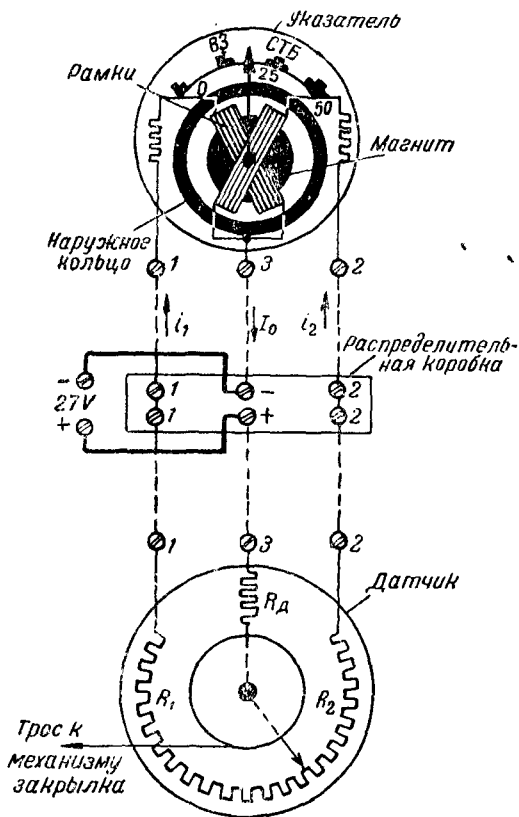 Указатель
ВЗ
СТБ
Рамки
0
25
50
Магнит
Наружное
кольцо
1
3
2
i₁
I₀
i₂
Распределитель-
ная коробка
-
27V
+
1
-
2
1
+
2
1
3
2
Датчик
RД
R₁
R₂
Трос к
механизму
закрылка